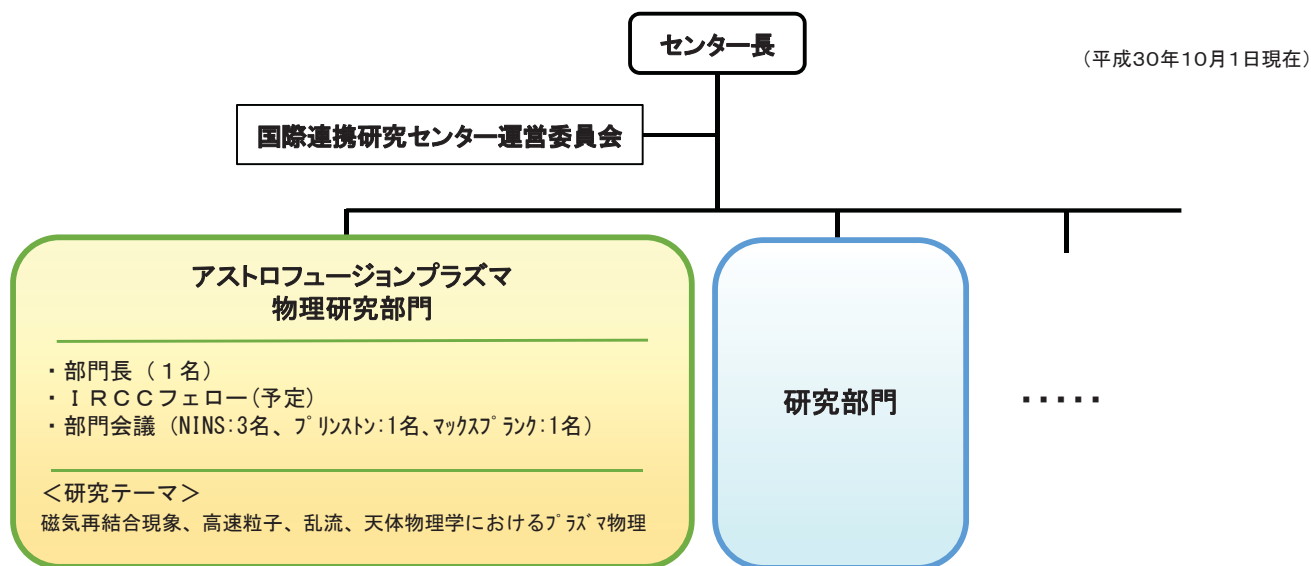 センター長
（平成30年10月1日現在）
国際連携研究センター運営委員会
アストロフュージョンプラズマ
物理研究部門
・部門長（１名）
・ＩＲＣＣフェロー(予定)
・部門会議（NINS:3名、ﾌﾟﾘﾝｽﾄﾝ:1名、ﾏｯｸｽﾌﾟﾗﾝｸ:1名）
＜研究テーマ＞
磁気再結合現象、高速粒子、乱流、天体物理学におけるﾌﾟﾗｽﾞﾏ物理
研究部門
・・・・・